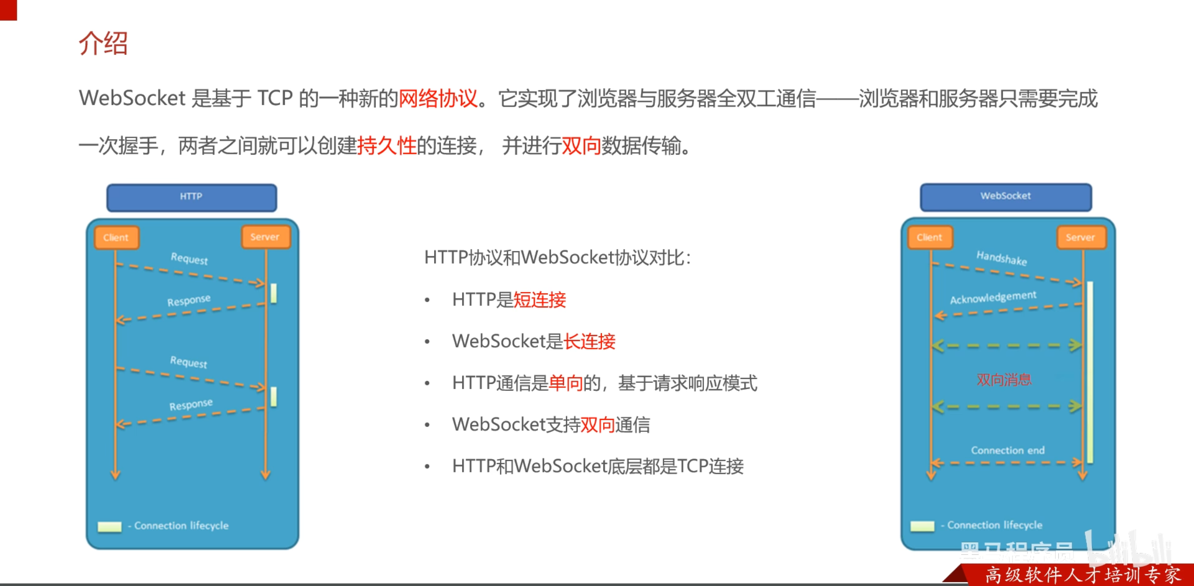 介绍
WebSocket 是基于 TCP 的一种新的网络协议。它实现了浏览器与服务器全双工通信——浏览器和服务器只需要完成
一次握手，两者之间就可以创建持久性的连接， 并进行双向数据传输。
HTTP
Client
Server
Request
Response
Request
Response
- Connection lifecycle
HTTP协议和WebSocket协议对比：
• HTTP是短连接
• WebSocket是长连接
• HTTP通信是单向的，基于请求响应模式
• WebSocket支持双向通信
• HTTP和WebSocket底层都是TCP连接
WebSocket
Client
Server
Handshake
Acknowledgement
双向消息
Connection end
- Connection lifecycle
黑马程序员
bilibili
高级软件人才培训专家